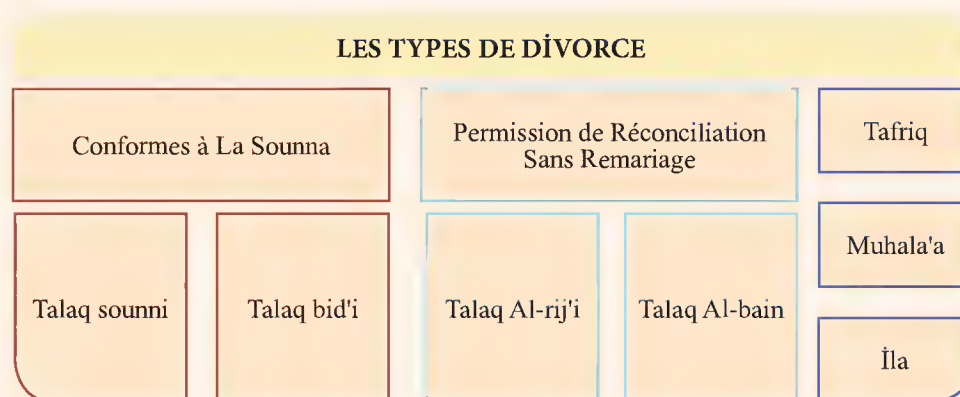 LES TYPES DE DİVORCE
Conformes à La Sounna
Permission de Réconciliation
Sans Remariage
Tafriq
Muhala'a
Talaq sounni
Talaq bid'i
Talaq Al-rij'i
Talaq Al-bain
İla